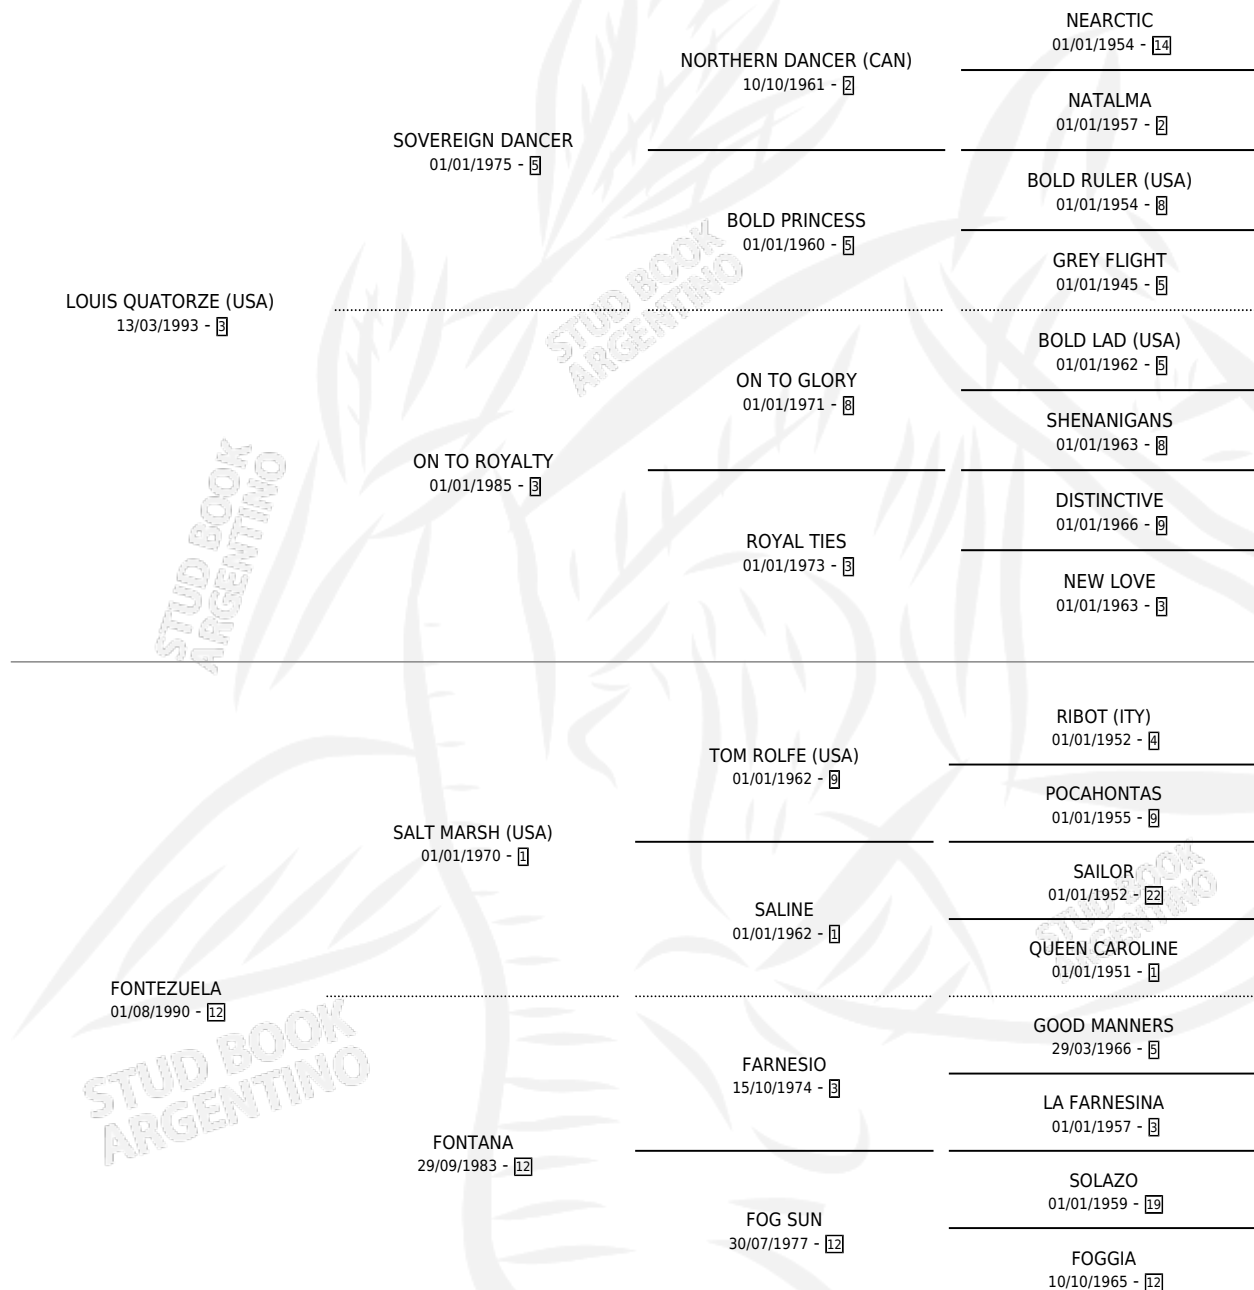 NEARCTIC
01/01/1954 - 14
NORTHERN DANCER (CAN)
10/10/1961 - 2
NATALMA
01/01/1957 - 2
SOVEREIGN DANCER
01/01/1975 - 5
BOLD RULER (USA)
01/01/1954 - 8
BOLD PRINCESS
01/01/1960 - 5
GREY FLIGHT
01/01/1945 - 5
LOUIS QUATORZE (USA)
13/03/1993 - 3
BOLD LAD (USA)
01/01/1962 - 5
ON TO GLORY
01/01/1971 - 8
SHENANIGANS
01/01/1963 - 8
ON TO ROYALTY
01/01/1985 - 3
DISTINCTIVE
01/01/1966 - 9
ROYAL TIES
01/01/1973 - 3
NEW LOVE
01/01/1963 - 3
RIBOT (ITY)
01/01/1952 - 4
TOM ROLFE (USA)
01/01/1962 - 9
POCAHONTAS
01/01/1955 - 9
SALT MARSH (USA)
01/01/1970 - 1
SAILOR
01/01/1952 - 22
SALINE
01/01/1962 - 1
QUEEN CAROLINE
01/01/1951 - 1
FONTEZUELA
01/08/1990 - 12
GOOD MANNERS
29/03/1966 - 5
FARNESIO
15/10/1974 - 3
LA FARNESINA
01/01/1957 - 3
FONTANA
29/09/1983 - 12
SOLAZO
01/01/1959 - 19
FOG SUN
30/07/1977 - 12
FOGGIA
10/10/1965 - 12
STUD BOOK
ARGENTINO
STUD BOOK
ARGENTINO
STUD BOOK
ARGENTINO
STUD BOOK
ARGENTINO